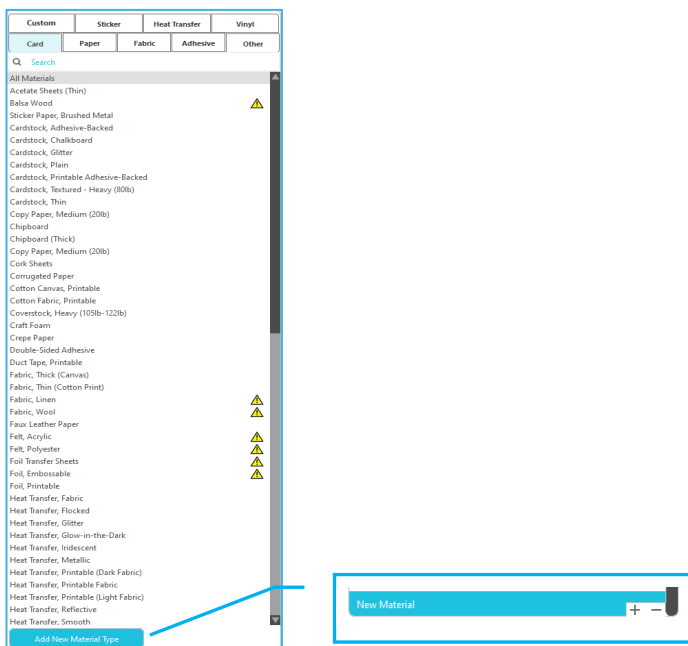 Custom Sticker Heat Transfer Vinyl
Card Paper Fabric Adhesive Other
Search
All Materials
Acetate Sheets (Thin)
Balsa Wood
Sticker Paper, Brushed Metal
Cardstock, Adhesive-Backed
Cardstock, Chalkboard
Cardstock, Glitter
Cardstock, Plain
Cardstock, Printable Adhesive-Backed
Cardstock, Textured - Heavy (80lb)
Cardstock, Thin
Copy Paper, Medium (20lb)
Chipboard
Chipboard (Thick)
Copy Paper, Medium (20lb)
Cork Sheets
Corrugated Paper
Cotton Canvas, Printable
Cotton Fabric, Printable
Coverstock, Heavy (105lb-122lb)
Craft Foam
Crepe Paper
Double-Sided Adhesive
Duct Tape, Printable
Fabric, Thick (Canvas)
Fabric, Thin (Cotton Print)
Fabric, Linen
Fabric, Wool
Faux Leather Paper
Felt, Acrylic
Felt, Polyester
Foil Transfer Sheets
Foil, Embossable
Foil, Printable
Heat Transfer, Fabric
Heat Transfer, Flocked
Heat Transfer, Glitter
Heat Transfer, Glow-in-the-Dark
Heat Transfer, Iridescent
Heat Transfer, Metallic
Heat Transfer, Printable (Dark Fabric)
Heat Transfer, Printable Fabric
Heat Transfer, Printable (Light Fabric)
Heat Transfer, Reflective
Heat Transfer, Smooth
Add New Material Type
New Material
+ −